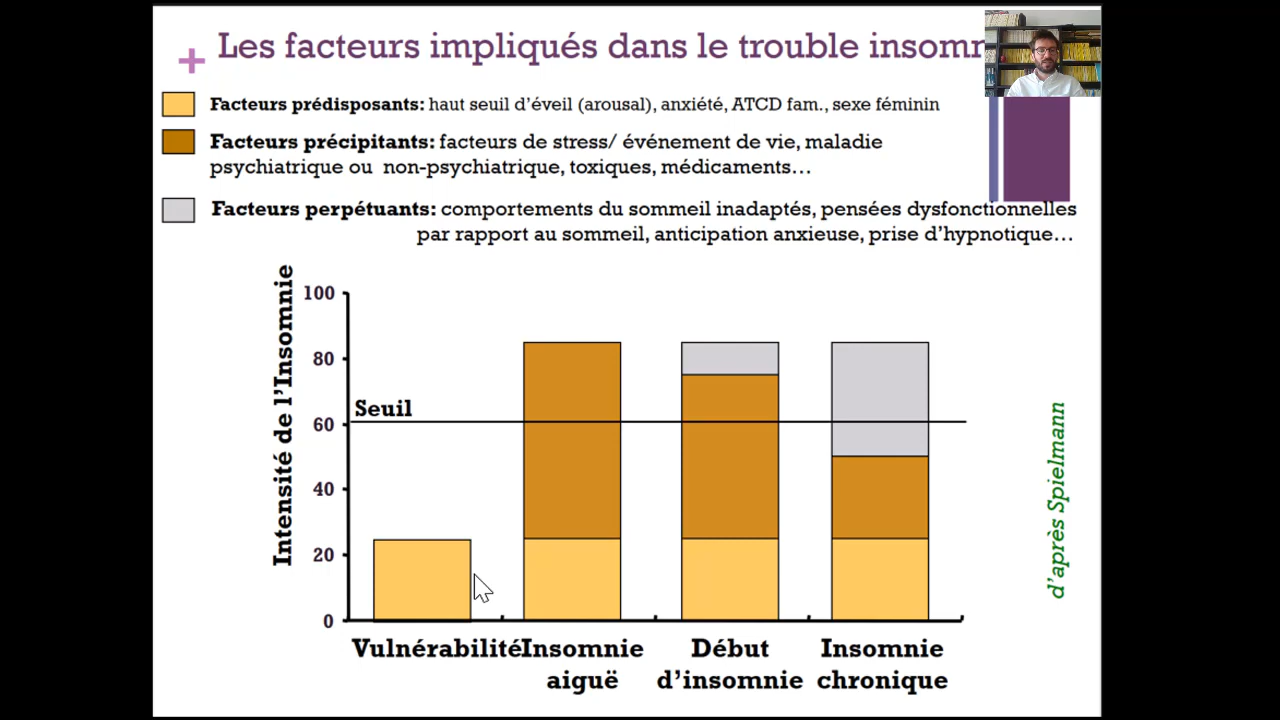 + Les facteurs impliqués dans le trouble
Facteurs prédisposants: haut seuil d'éveil (arousal), anxiété, ATCD fam., sexe féminin
Facteurs précipitants: facteurs de stress/ événement de vie, maladie
psychiatrique ou non-psychiatrique, toxiques, médicaments…
Facteurs perpétuants: comportements du sommeil inadaptés, pensées dysfonctionnelles
par rapport au sommeil, anticipation anxieuse, prise d'hypnotique…
Intensité de l'Insomnie
100
80
60
40
20
0
Seuil
Vulnérabilité
Insomnie
aiguë
Début
d'insomnie
Insomnie
chronique
d'après Spielmann